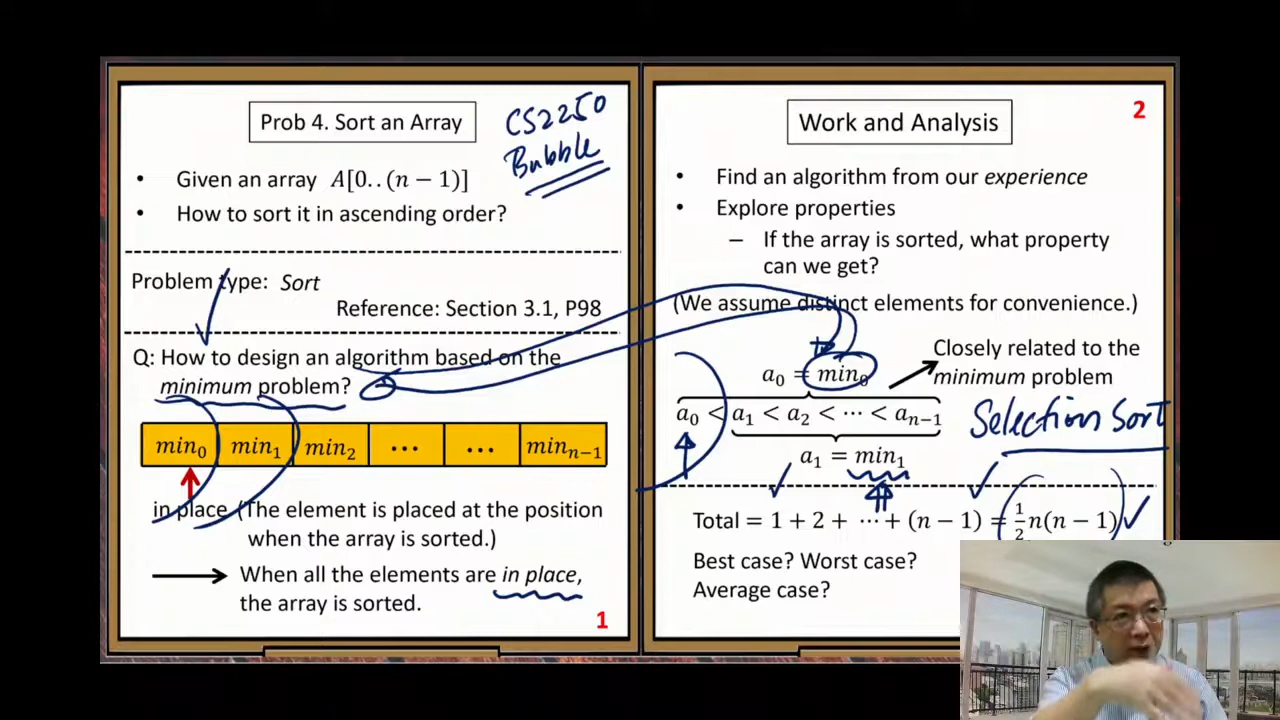 Prob 4. Sort an Array
CS2250
Bubble
• Given an array A[0..(n − 1)]
• How to sort it in ascending order?
Problem type: Sort
Reference: Section 3.1, P98
Q: How to design an algorithm based on the
minimum problem?
min₀ min₁ min₂ ⋯ … minₙ₋₁
in place (The element is placed at the position
when the array is sorted.)
When all the elements are in place,
the array is sorted.
1
2
Work and Analysis
• Find an algorithm from our experience
• Explore properties
– If the array is sorted, what property
can we get?
(We assume distinct elements for convenience.)
Closely related to the
minimum problem
a₀ = min₀
a₀ < a₁ < a₂ < ⋯ < aₙ₋₁
Selection Sort
a₁ = min₁
Total = 1 + 2 + ⋯ + (n − 1) = ½n(n − 1)
Best case? Worst case?
Average case?